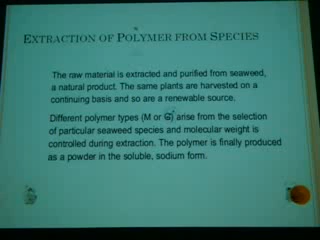 EXTRACTION OF POLYMER FROM SPECIES
The raw material is extracted and purified from seaweed,
a natural product. The same plants are harvested on a
continuing basis and so are a renewable source.
Different polymer types (M or G) arise from the selection
of particular seaweed species and molecular weight is
controlled during extraction. The polymer is finally produced
as a powder in the soluble, sodium form.